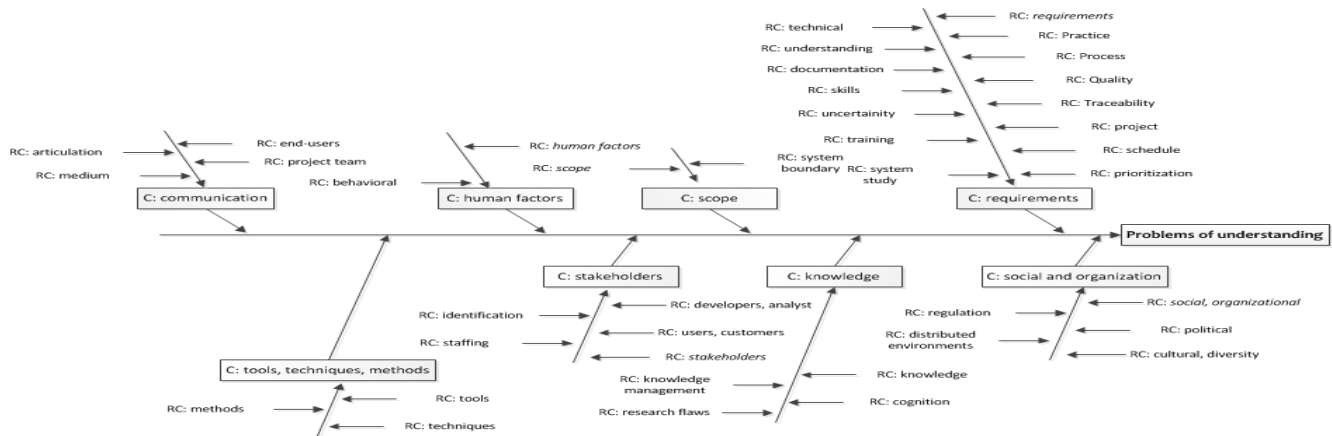 RC: requirements
RC: technical
RC: Practice
RC: understanding
RC: Process
RC: documentation
RC: Quality
RC: skills
RC: Traceability
RC: uncertainity
RC: project
RC: training
RC: schedule
RC: system
study
RC: prioritization
C: requirements
RC: end-users
RC: articulation
RC: project team
RC: medium
C: communication
RC: human factors
RC: behavioral
C: human factors
RC: scope
RC: system
boundary
C: scope
Problems of understanding
C: stakeholders
RC: developers, analyst
RC: identification
RC: users, customers
RC: staffing
RC: stakeholders
C: knowledge
RC: knowledge
RC: knowledge
management
RC: cognition
RC: research flaws
C: social and organization
RC: social, organizational
RC: regulation
RC: political
RC: distributed
environments
RC: cultural, diversity
C: tools, techniques, methods
RC: tools
RC: methods
RC: techniques